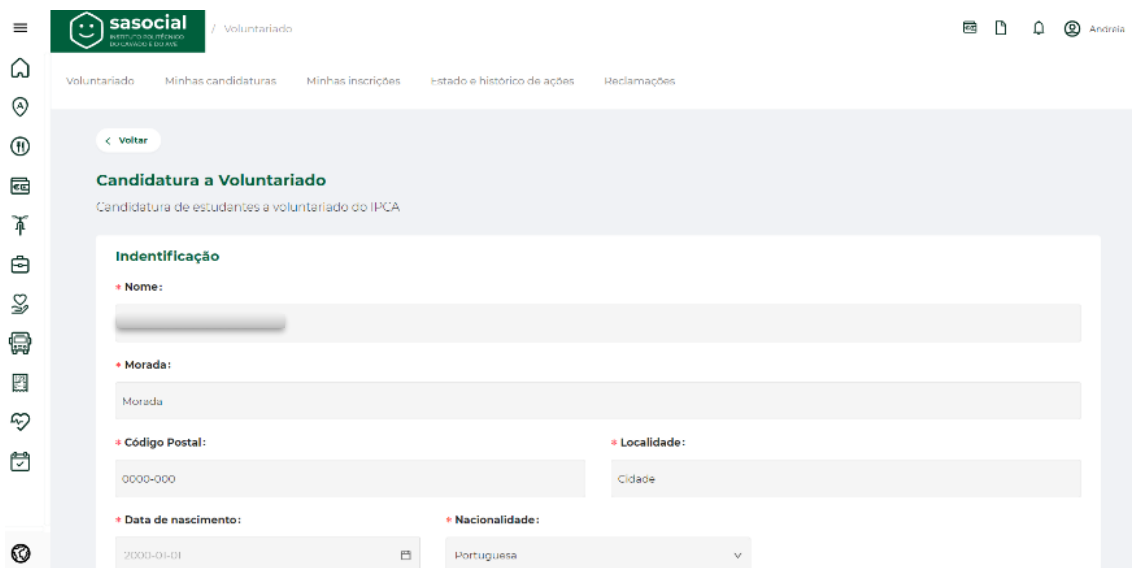 sasocial
INSTITUTO POLITÉCNICO
DO CÁVADO E DO AVE
/ Voluntariado
Andreia
Voluntariado Minhas candidaturas Minhas inscrições Estado e histórico de ações Reclamações
< Voltar
Candidatura a Voluntariado
Candidatura de estudantes a voluntariado do IPCA
Indentificação
* Nome:
* Morada:
Morada
* Código Postal: * Localidade:
0000-000 Cidade
* Data de nascimento: * Nacionalidade:
2000-01-01 Portuguesa